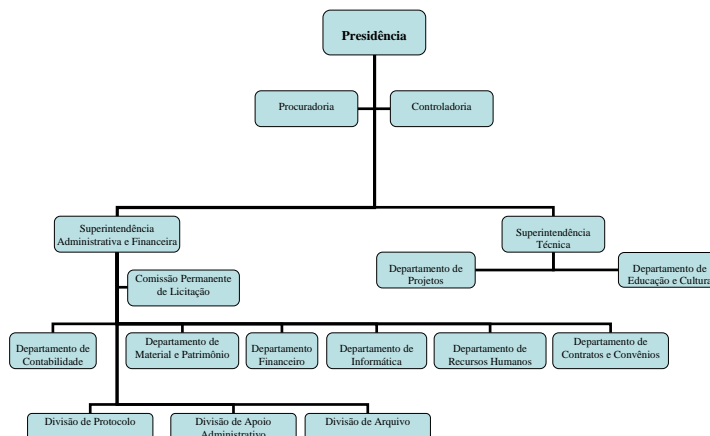 Presidência
Procuradoria
Controladoria
Superintendência
Administrativa e Financeira
Superintendência
Técnica
Comissão Permanente
de Licitação
Departamento de
Projetos
Departamento de
Educação e Cultura
Departamento de
Contabilidade
Departamento de
Material e Patrimônio
Departamento
Financeiro
Departamento de
Informática
Departamento de
Recursos Humanos
Departamento de
Contratos e Convênios
Divisão de Protocolo
Divisão de Apoio
Administrativo
Divisão de Arquivo